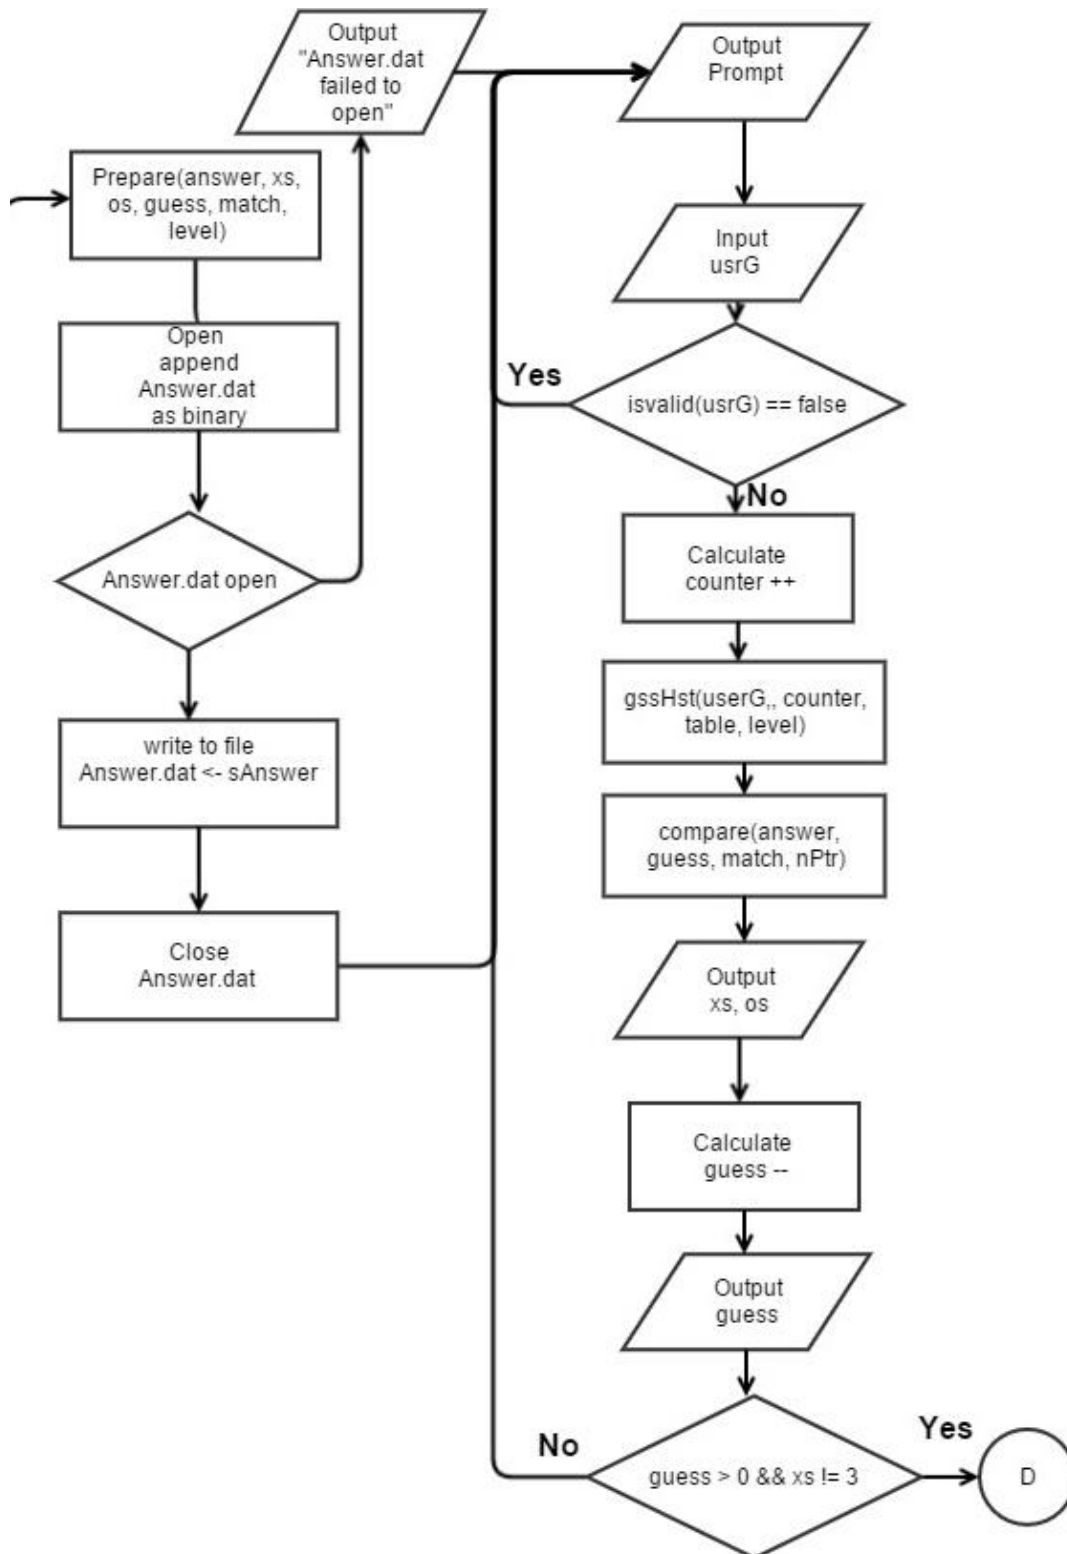 Output
"Answer.dat
failed to
open"
Prepare(answer, xs,
os, guess, match,
level)
Open
append
Answer.dat
as binary
Answer.dat open
write to file
Answer.dat <- sAnswer
Close
Answer.dat
Output
Prompt
Input
usrG
Yes
isvalid(usrG) == false
No
Calculate
counter ++
gssHst(userG,, counter,
table, level)
compare(answer,
guess, match, nPtr)
Output
xs, os
Calculate
guess --
Output
guess
No
guess > 0 && xs != 3
Yes
D